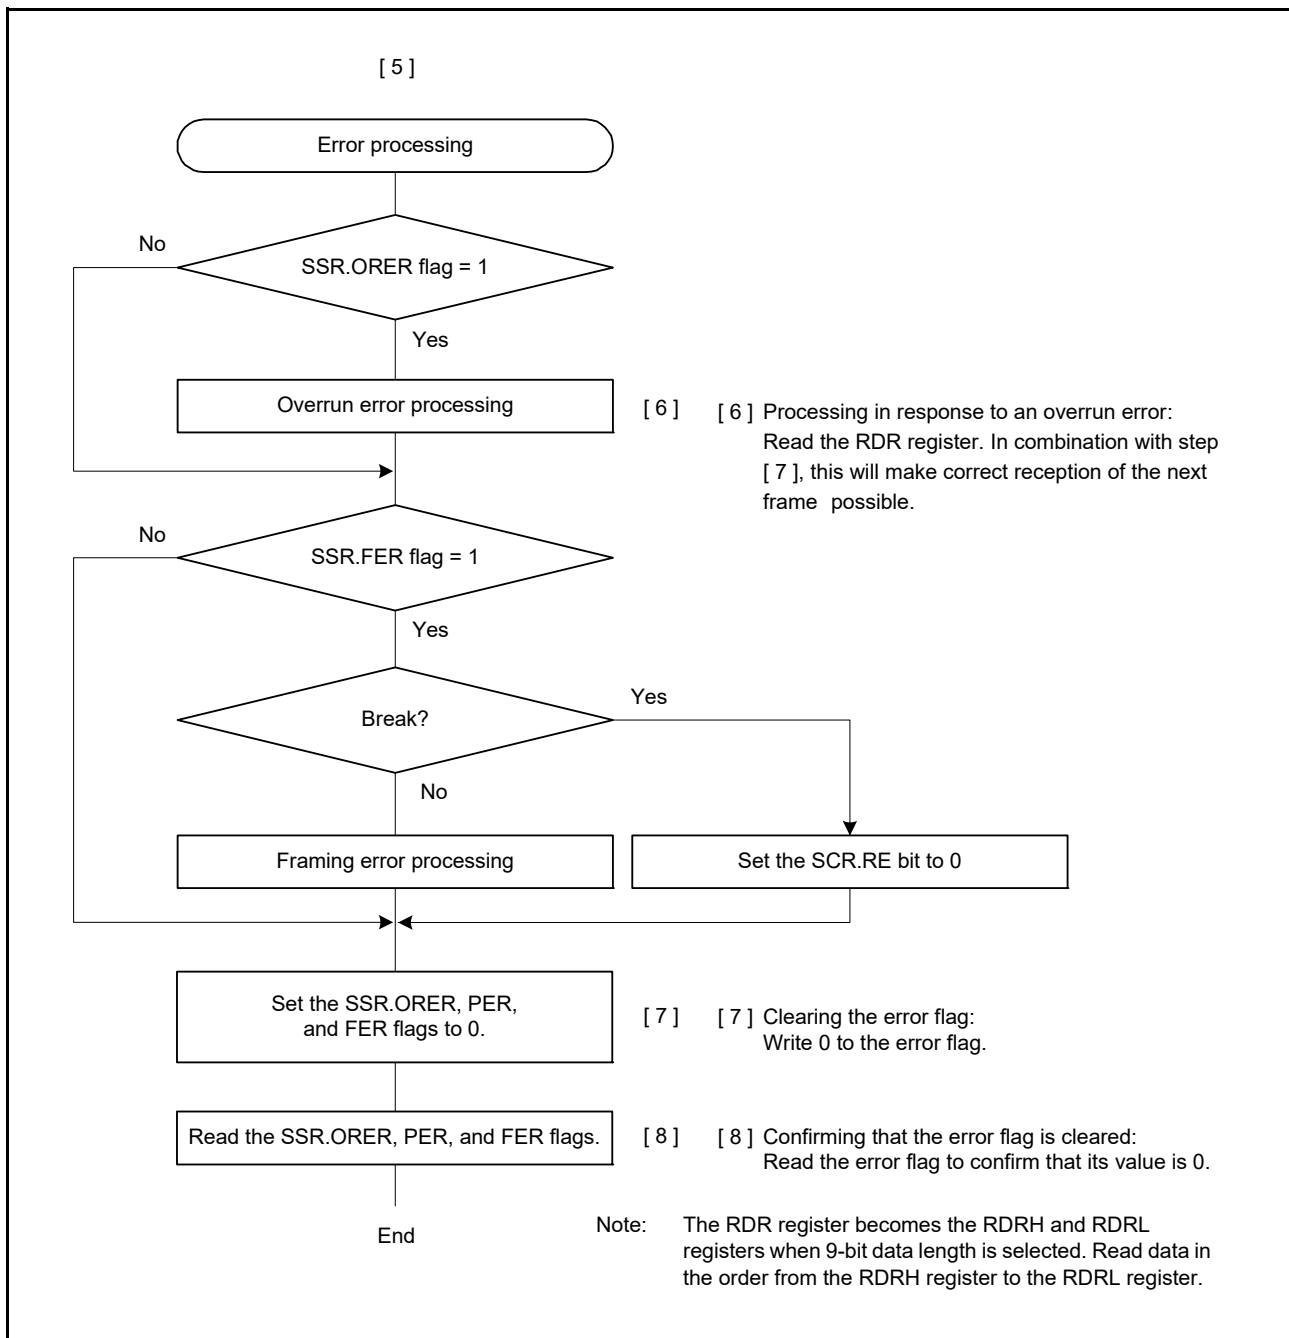 [ 5 ]
Error processing
No
SSR.ORER flag = 1
Yes
Overrun error processing
[ 6 ]
[ 6 ] Processing in response to an overrun error:
Read the RDR register. In combination with step
[ 7 ], this will make correct reception of the next
frame possible.
No
SSR.FER flag = 1
Yes
Break?
Yes
No
Framing error processing
Set the SCR.RE bit to 0
Set the SSR.ORER, PER,
and FER flags to 0.
[ 7 ]
[ 7 ] Clearing the error flag:
Write 0 to the error flag.
Read the SSR.ORER, PER, and FER flags.
[ 8 ]
[ 8 ] Confirming that the error flag is cleared:
Read the error flag to confirm that its value is 0.
End
Note: The RDR register becomes the RDRH and RDRL
registers when 9-bit data length is selected. Read data in
the order from the RDRH register to the RDRL register.